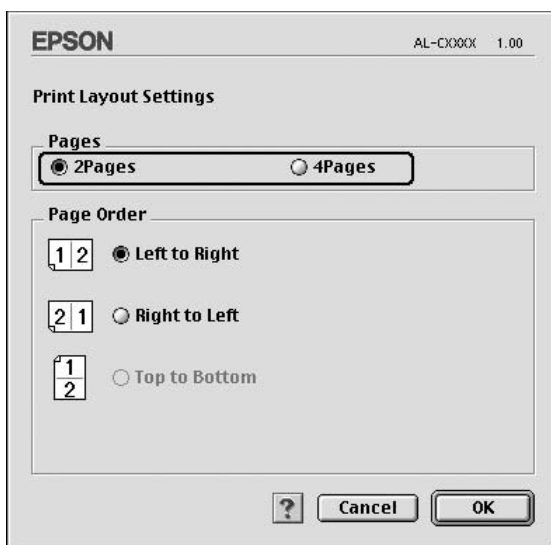 EPSON AL-CXXXX 1.00
Print Layout Settings
Pages
2Pages 4Pages
Page Order
1 2 Left to Right
2 1 Right to Left
1
2
Top to Bottom
? Cancel OK